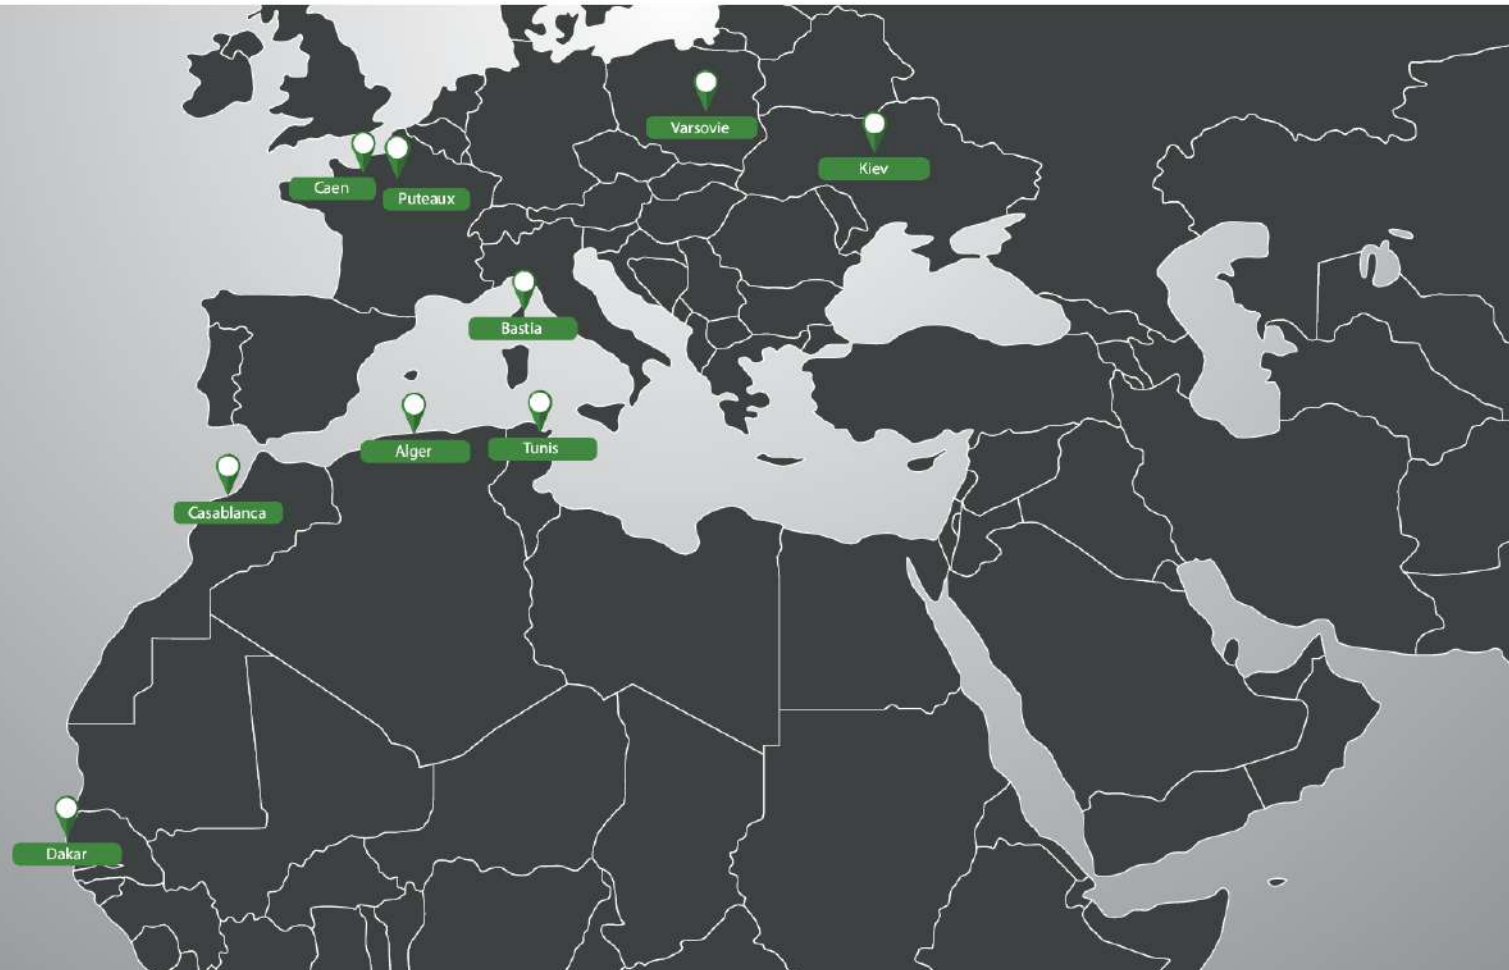 Varsovie
Kiev
Caen
Puteaux
Bastia
Alger
Tunis
Casablanca
Dakar